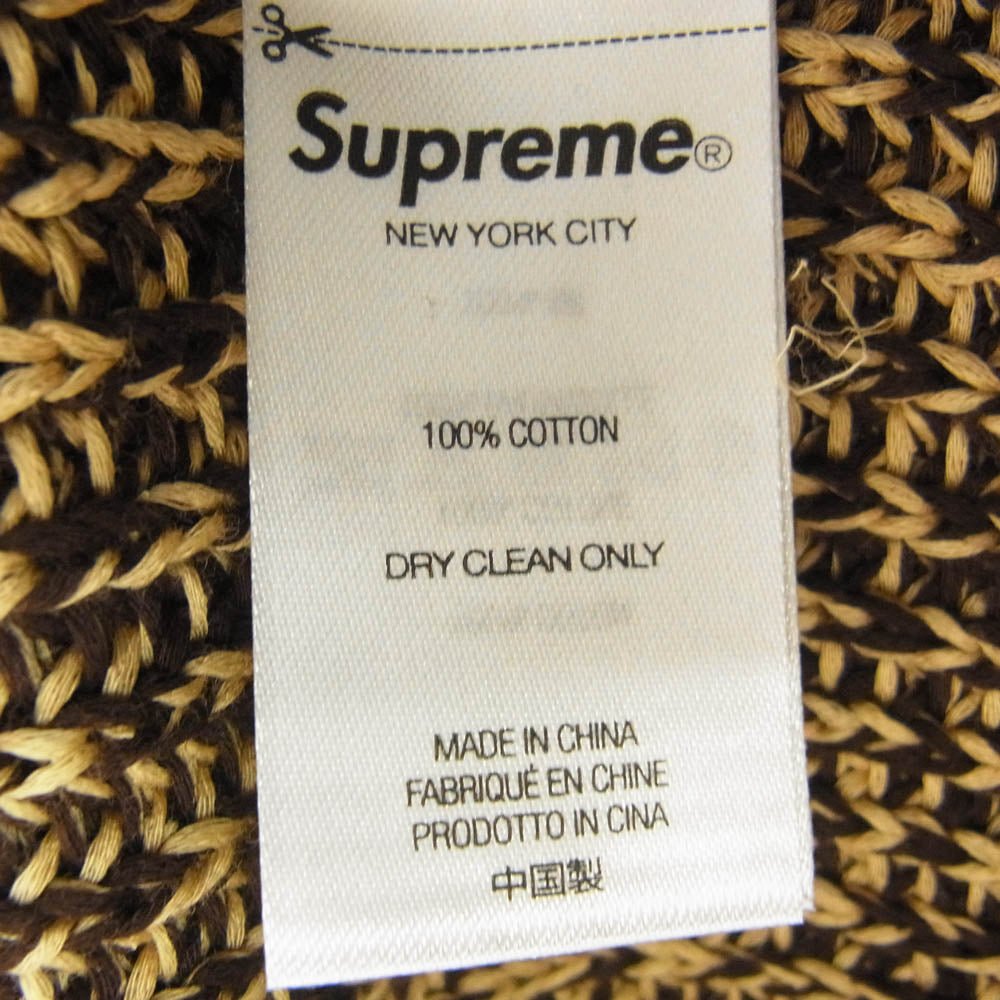 Supreme®
NEW YORK CITY
100% COTTON
DRY CLEAN ONLY
MADE IN CHINA
FABRIQUÉ EN CHINE
PRODOTTO IN CINA
中国製